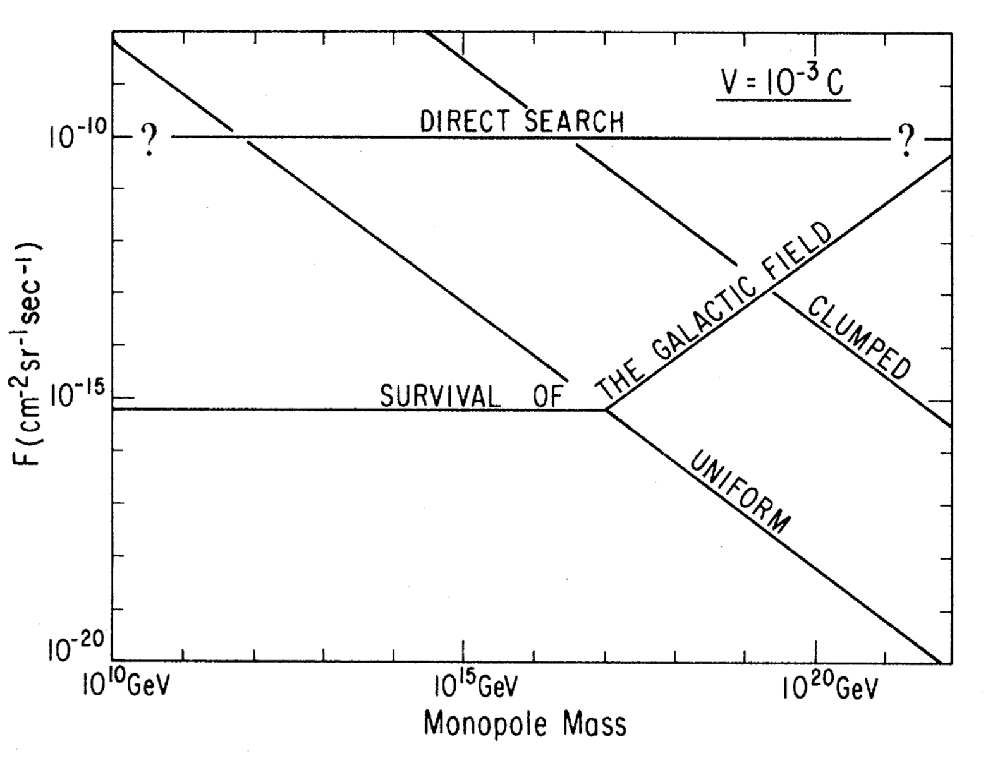 V = 10⁻³ C
DIRECT SEARCH
10⁻¹⁰
?
?
THE GALACTIC FIELD
CLUMPED
F (cm⁻² sr⁻¹ sec⁻¹)
10⁻¹⁵
SURVIVAL OF
UNIFORM
10⁻²⁰
10¹⁰ GeV
10¹⁵ GeV
10²⁰ GeV
Monopole Mass